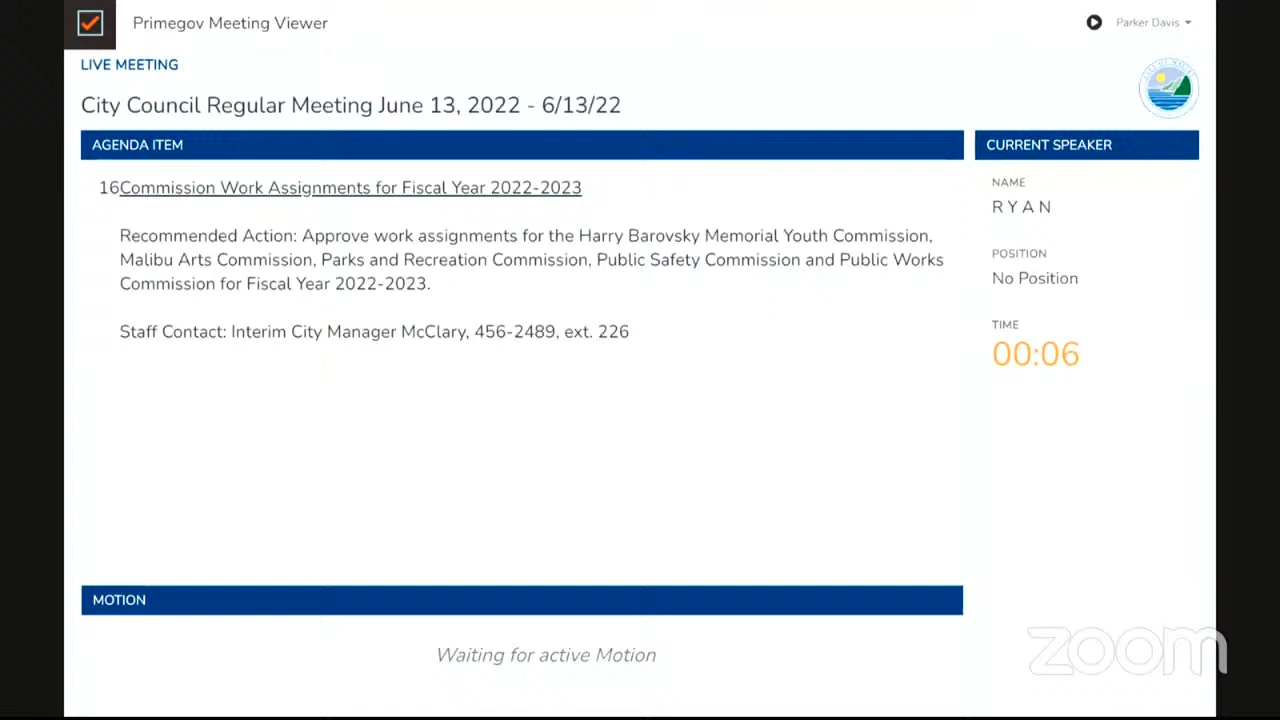 Primegov Meeting Viewer
Parker Davis
LIVE MEETING
City Council Regular Meeting June 13, 2022 - 6/13/22
AGENDA ITEM
CURRENT SPEAKER
16Commission Work Assignments for Fiscal Year 2022-2023
Recommended Action: Approve work assignments for the Harry Barovsky Memorial Youth Commission,
Malibu Arts Commission, Parks and Recreation Commission, Public Safety Commission and Public Works
Commission for Fiscal Year 2022-2023.
Staff Contact: Interim City Manager McClary, 456-2489, ext. 226
NAME
R Y A N
POSITION
No Position
TIME
00:06
MOTION
Waiting for active Motion
zoom